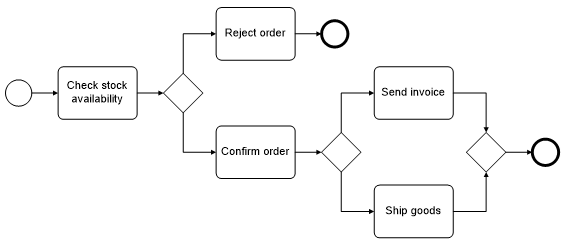 Check stock
availability
Reject order
Confirm order
Send invoice
Ship goods